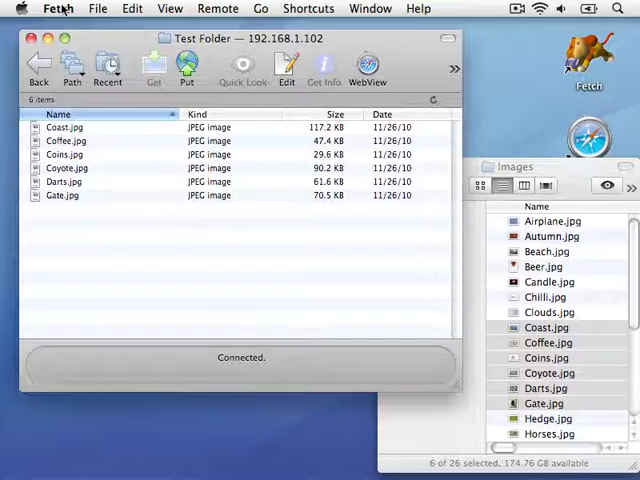 Fetch File Edit View Remote Go Shortcuts Window Help
Test Folder — 192.168.1.102
Back Path Recent Get Put Quick Look Edit Get Info WebView »
6 items
Name Kind Size Date
Coast.jpg JPEG image 117.2 KB 11/26/10
Coffee.jpg JPEG image 47.4 KB 11/26/10
Coins.jpg JPEG image 29.6 KB 11/26/10
Coyote.jpg JPEG image 90.2 KB 11/26/10
Darts.jpg JPEG image 61.6 KB 11/26/10
Gate.jpg JPEG image 70.5 KB 11/26/10
Connected.
Fetch
Images
»
Name
Airplane.jpg
Autumn.jpg
Beach.jpg
Beer.jpg
Candle.jpg
Chilli.jpg
Clouds.jpg
Coast.jpg
Coffee.jpg
Coins.jpg
Coyote.jpg
Darts.jpg
Gate.jpg
Hedge.jpg
Horses.jpg
6 of 26 selected, 174.76 GB available